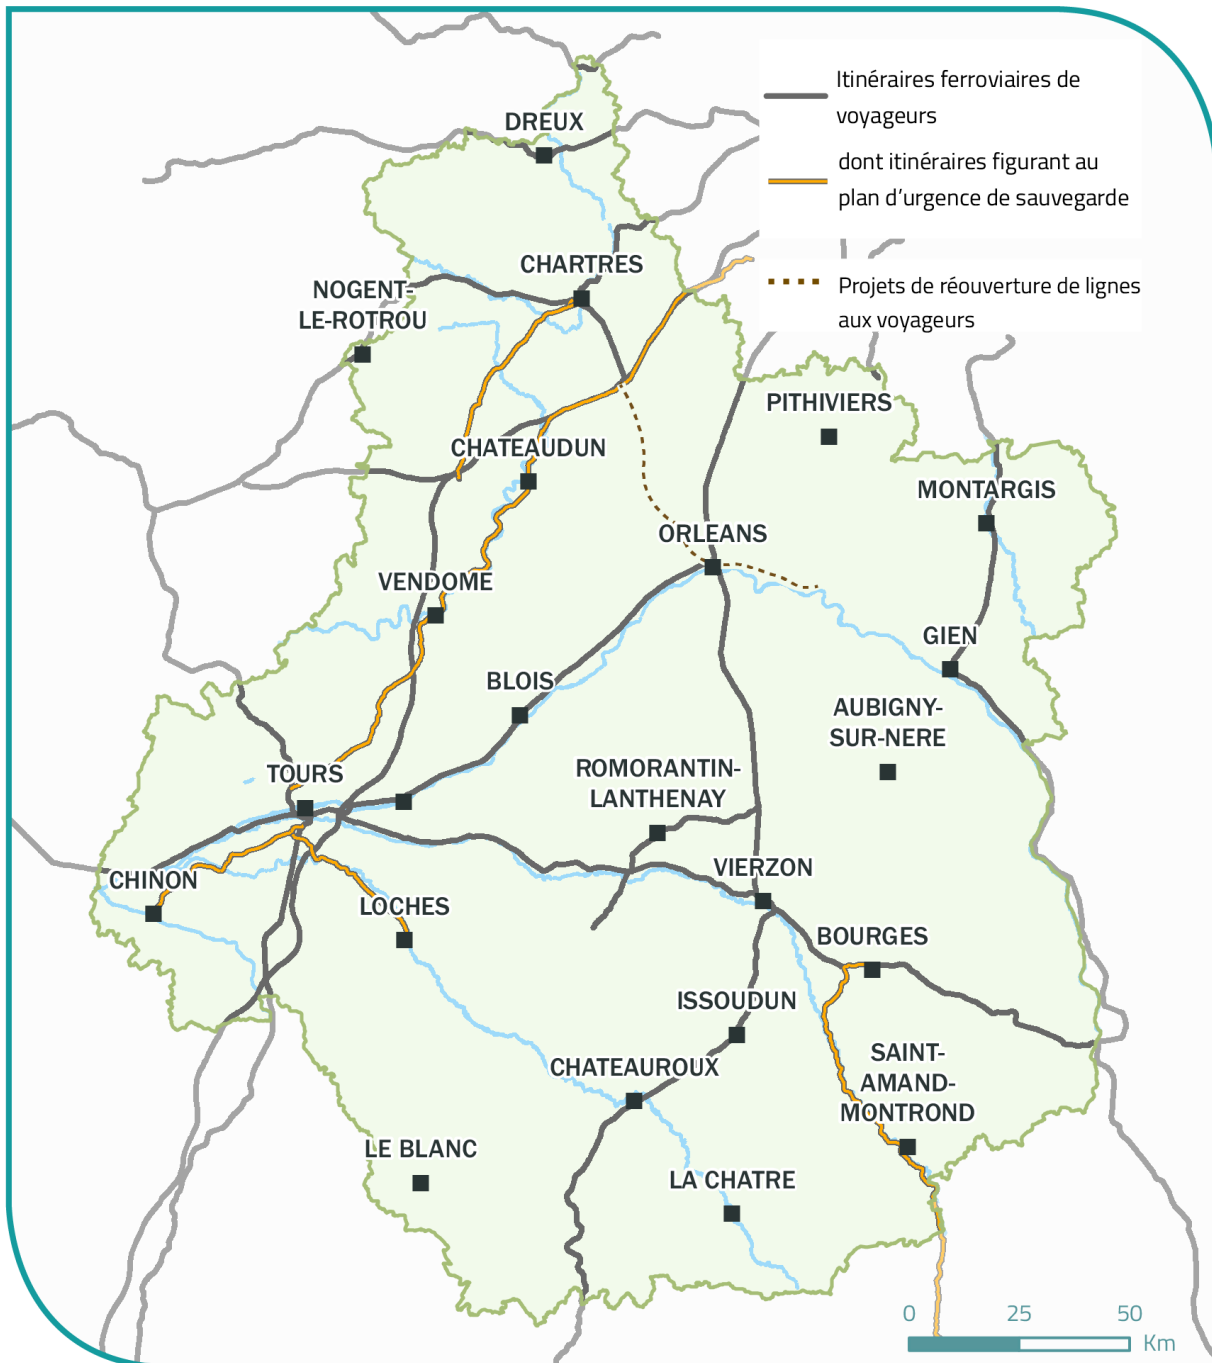 Itinéraires ferroviaires de
voyageurs
dont itinéraires figurant au
plan d'urgence de sauvegarde
Projets de réouverture de lignes
aux voyageurs
DREUX
CHARTRES
NOGENT-
LE-ROTROU
PITHIVIERS
CHATEAUDUN
MONTARGIS
ORLEANS
VENDOME
GIEN
BLOIS
AUBIGNY-
SUR-NERE
TOURS
ROMORANTIN-
LANTHENAY
VIERZON
CHINON
LOCHES
BOURGES
ISSOUDUN
CHATEAUROUX
SAINT-
AMAND-
MONTROND
LE BLANC
LA CHATRE
0 25 50
Km